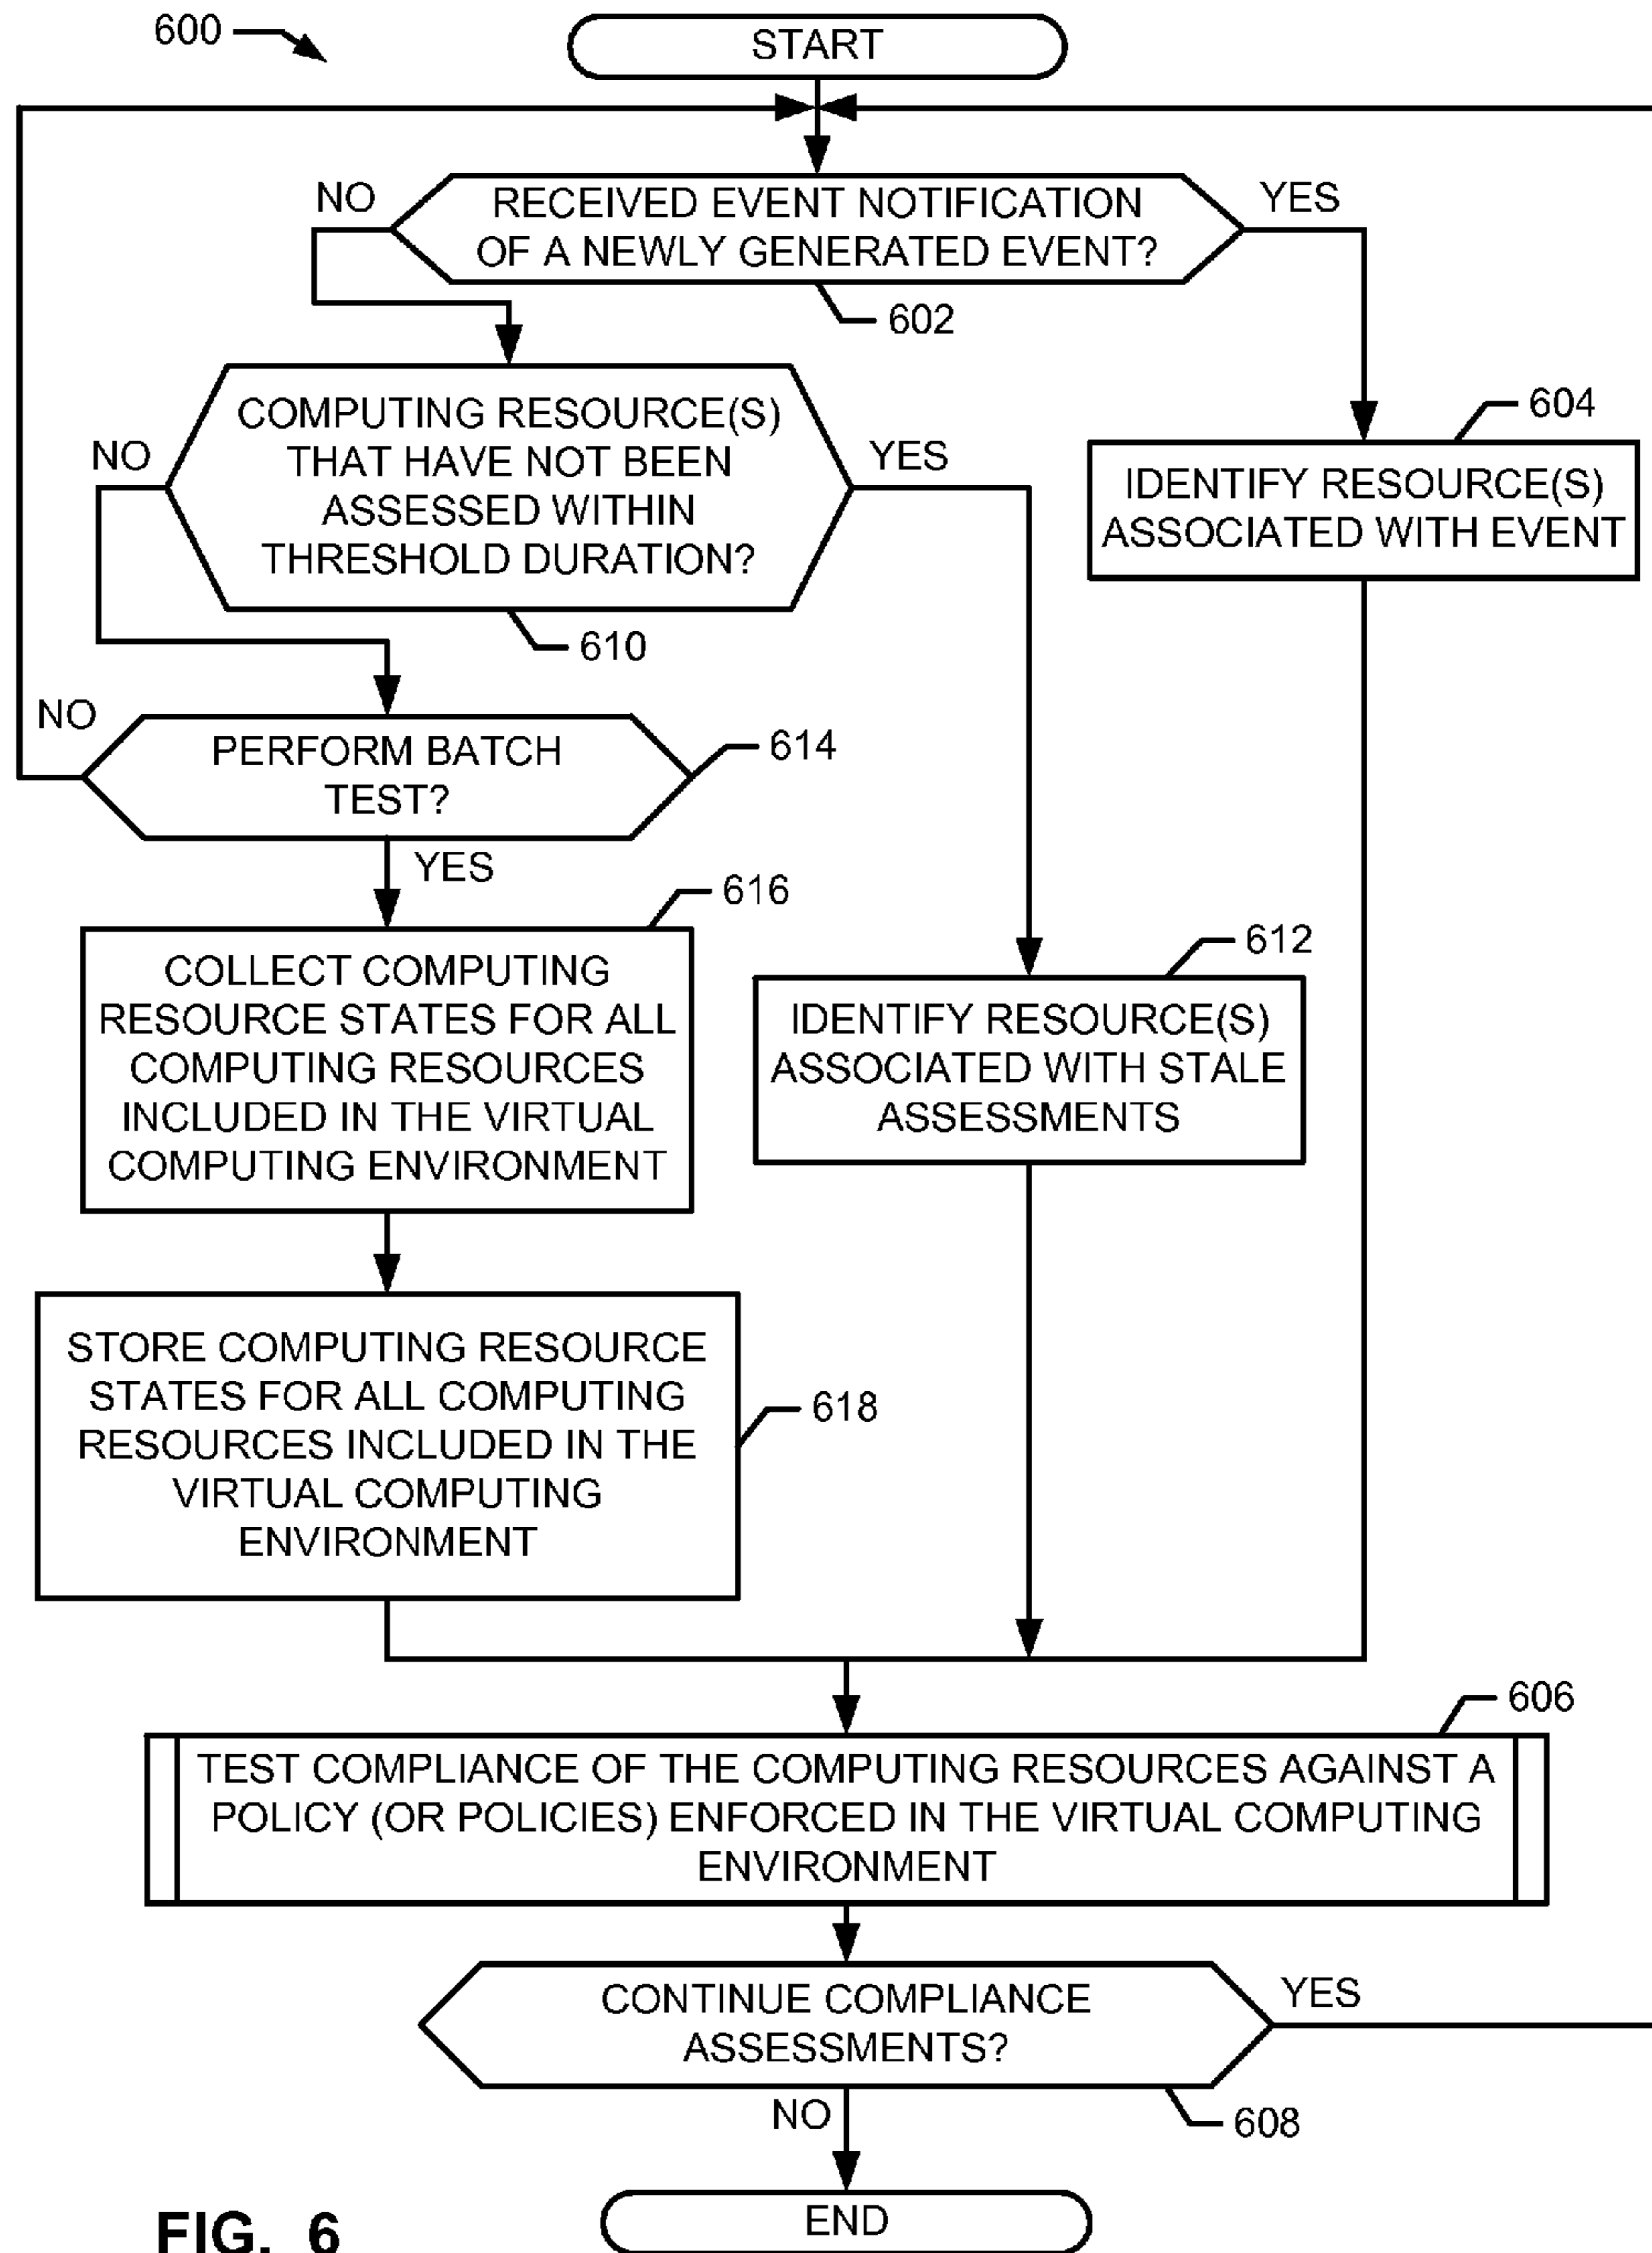 600
START
NO
RECEIVED EVENT NOTIFICATION
OF A NEWLY GENERATED EVENT?
YES
602
COMPUTING RESOURCE(S)
THAT HAVE NOT BEEN
ASSESSED WITHIN
THRESHOLD DURATION?
NO
YES
610
604
IDENTIFY RESOURCE(S)
ASSOCIATED WITH EVENT
NO
PERFORM BATCH
TEST?
614
YES
616
COLLECT COMPUTING
RESOURCE STATES FOR ALL
COMPUTING RESOURCES
INCLUDED IN THE VIRTUAL
COMPUTING ENVIRONMENT
612
IDENTIFY RESOURCE(S)
ASSOCIATED WITH STALE
ASSESSMENTS
STORE COMPUTING RESOURCE
STATES FOR ALL COMPUTING
RESOURCES INCLUDED IN THE
VIRTUAL COMPUTING
ENVIRONMENT
618
606
TEST COMPLIANCE OF THE COMPUTING RESOURCES AGAINST A
POLICY (OR POLICIES) ENFORCED IN THE VIRTUAL COMPUTING
ENVIRONMENT
CONTINUE COMPLIANCE
ASSESSMENTS?
YES
608
NO
END
FIG. 6